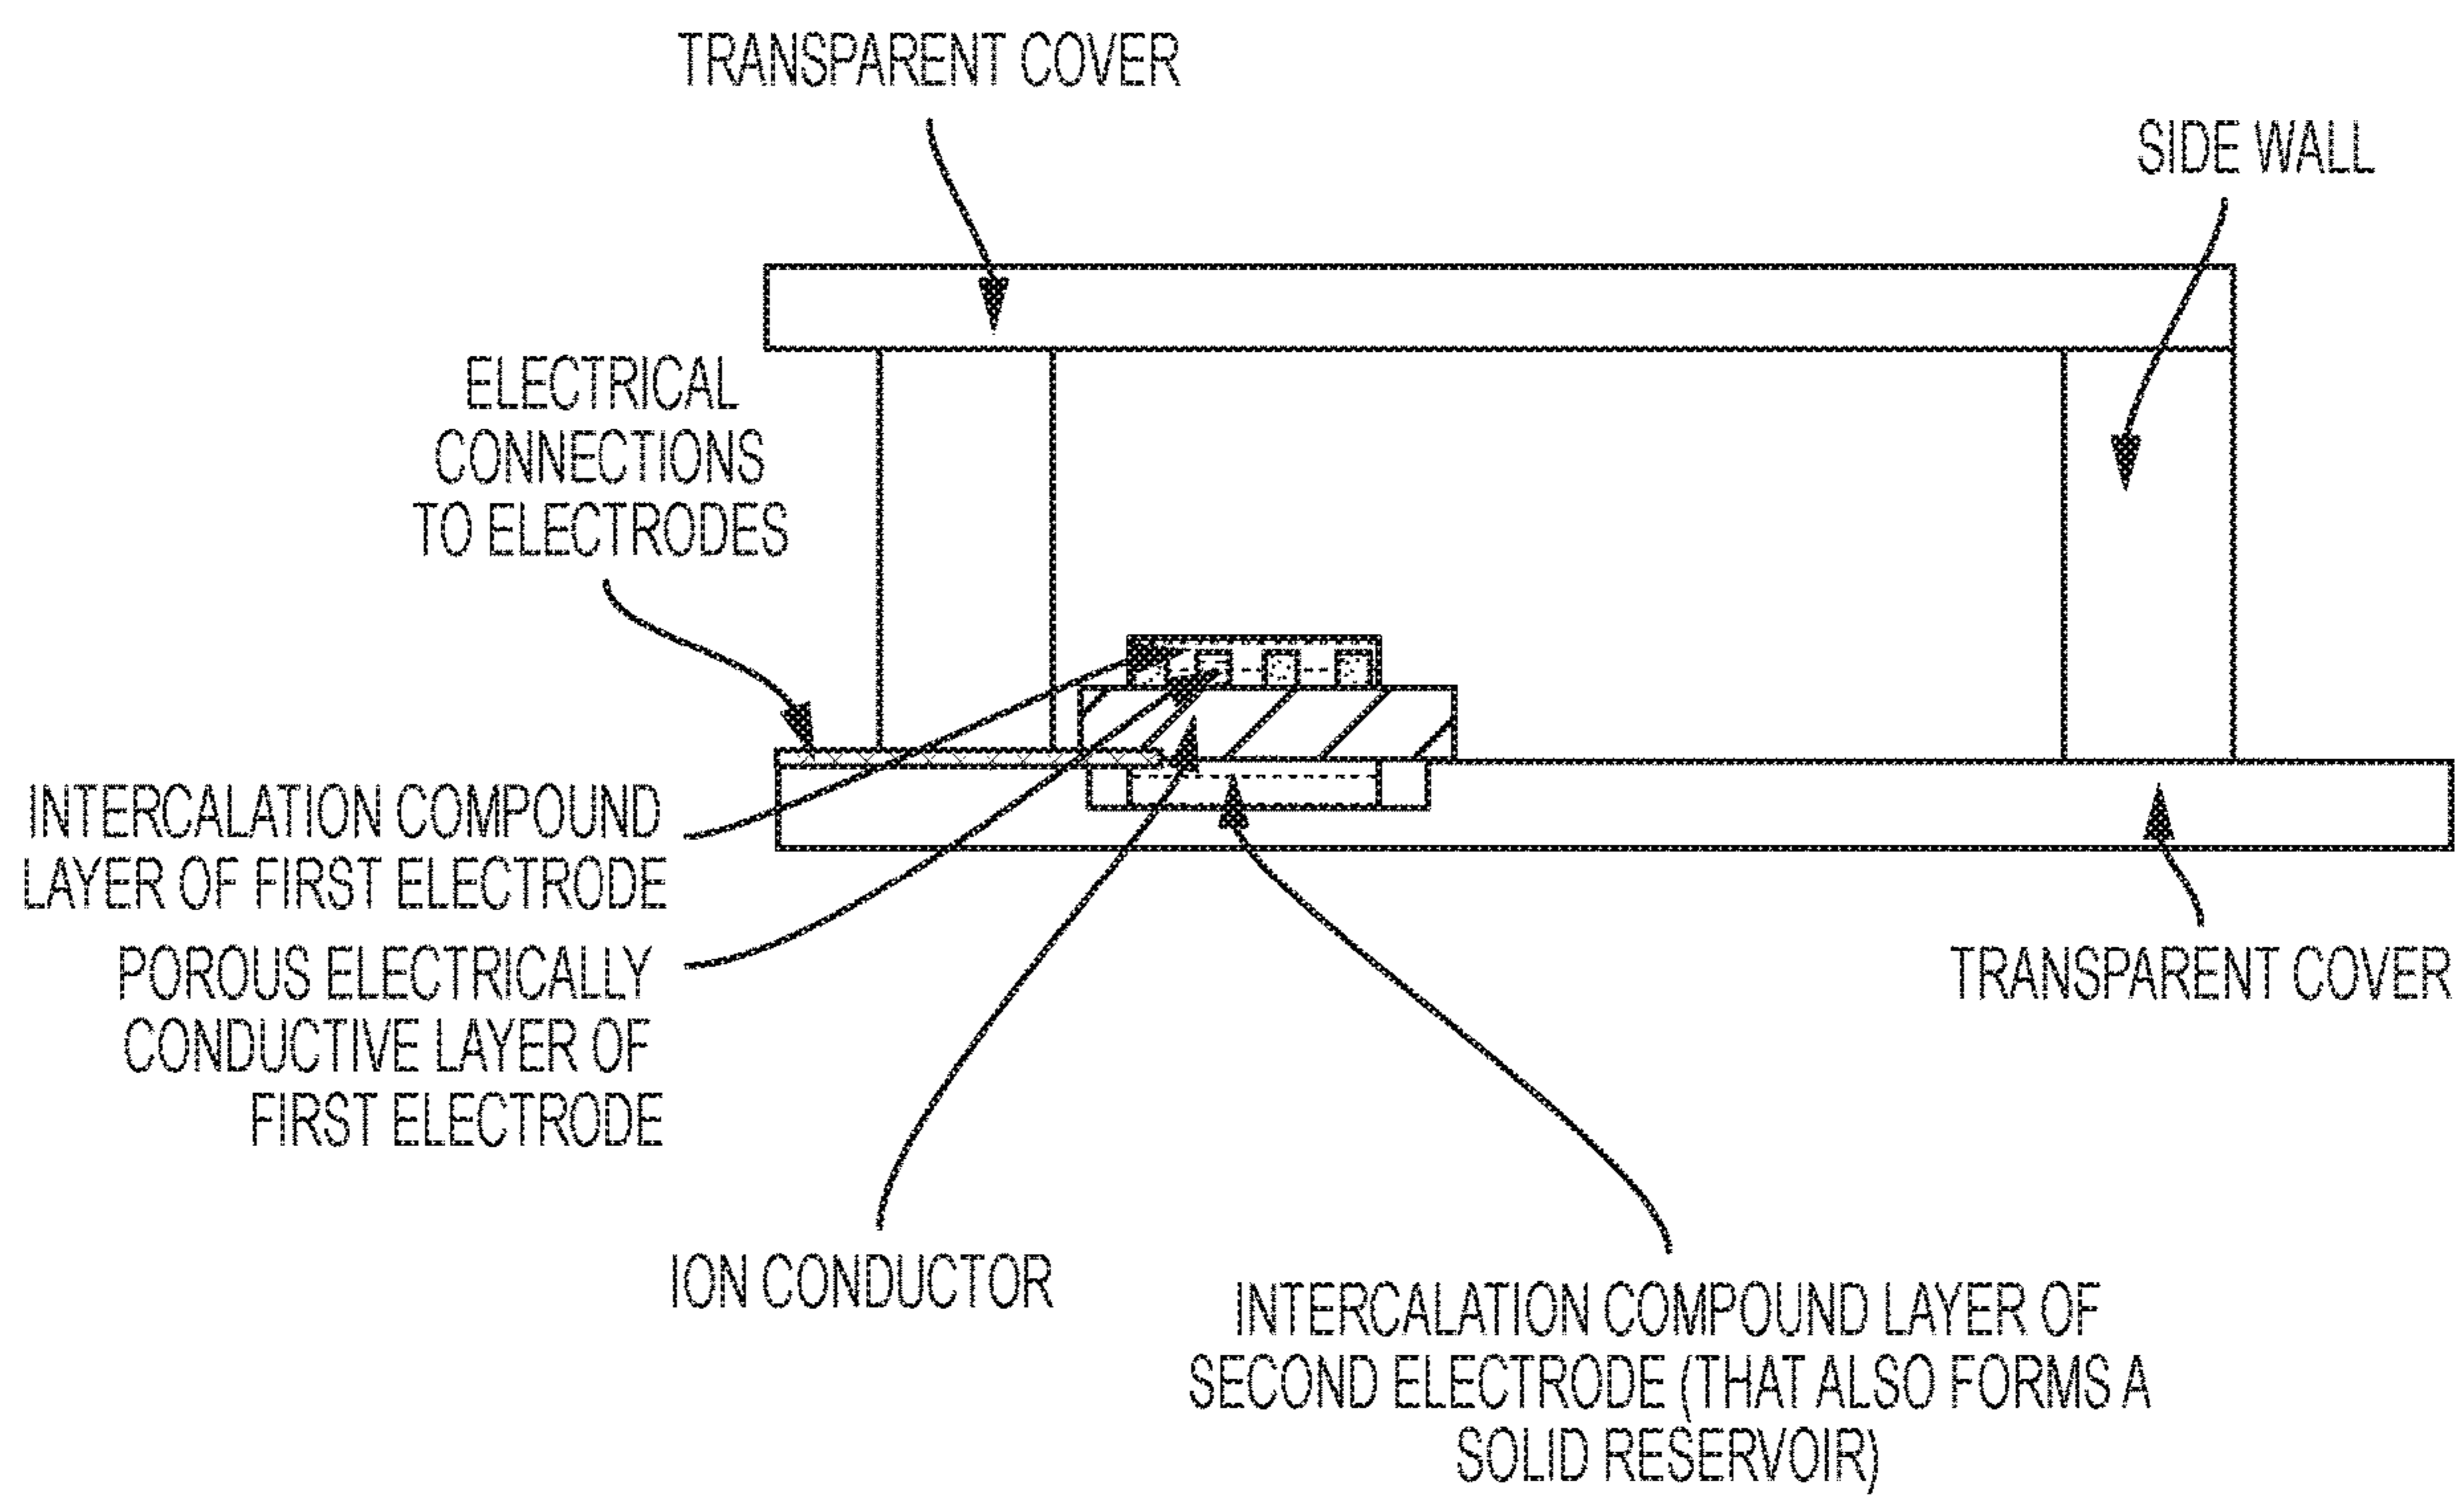 TRANSPARENT COVER
SIDE WALL
ELECTRICAL
CONNECTIONS
TO ELECTRODES
INTERCALATION COMPOUND
LAYER OF FIRST ELECTRODE
POROUS ELECTRICALLY
CONDUCTIVE LAYER OF
FIRST ELECTRODE
TRANSPARENT COVER
ION CONDUCTOR
INTERCALATION COMPOUND LAYER OF
SECOND ELECTRODE (THAT ALSO FORMS A
SOLID RESERVOIR)